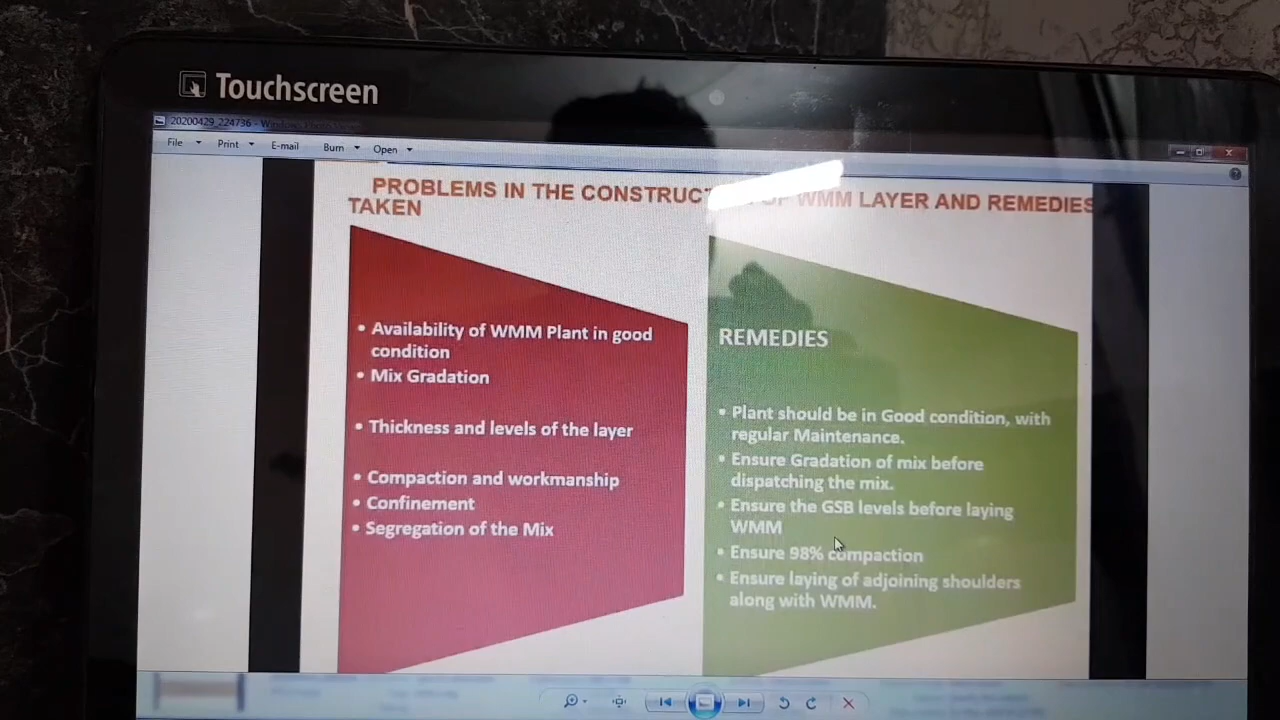 Touchscreen
20200429_224736 - Windows
File Print E-mail Burn Open
PROBLEMS IN THE CONSTRUCT OF WMM LAYER AND REMEDIES
TAKEN
• Availability of WMM Plant in good
condition
• Mix Gradation
• Thickness and levels of the layer
• Compaction and workmanship
• Confinement
• Segregation of the Mix
REMEDIES
• Plant should be in Good condition, with
regular Maintenance.
• Ensure Gradation of mix before
dispatching the mix.
• Ensure the GSB levels before laying
WMM
• Ensure 98% compaction
• Ensure laying of adjoining shoulders
along with WMM.